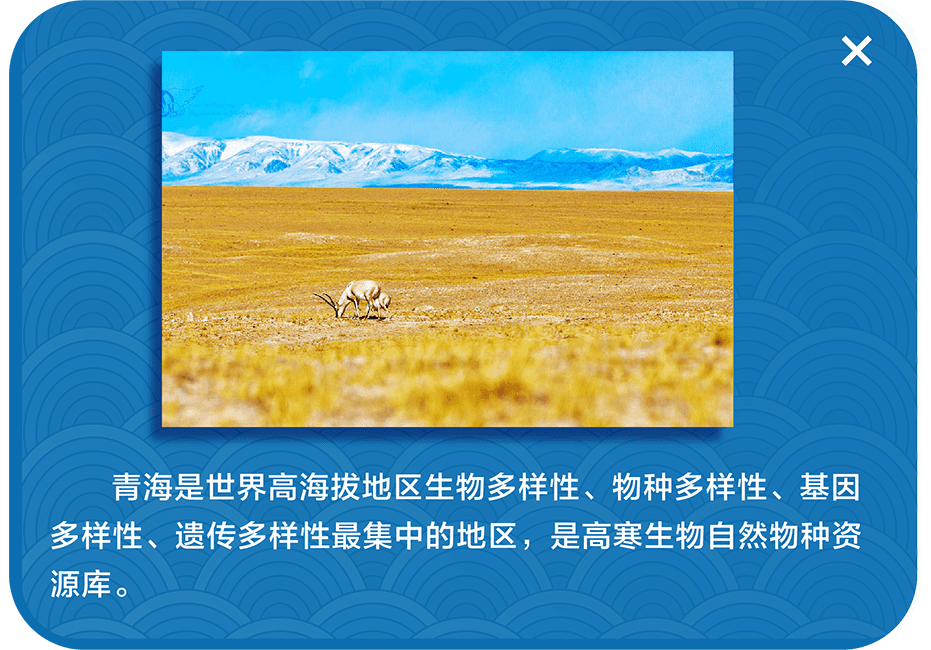 青海是世界高海拔地区生物多样性、物种多样性、基因
多样性、遗传多样性最集中的地区，是高寒生物自然物种资
源库。